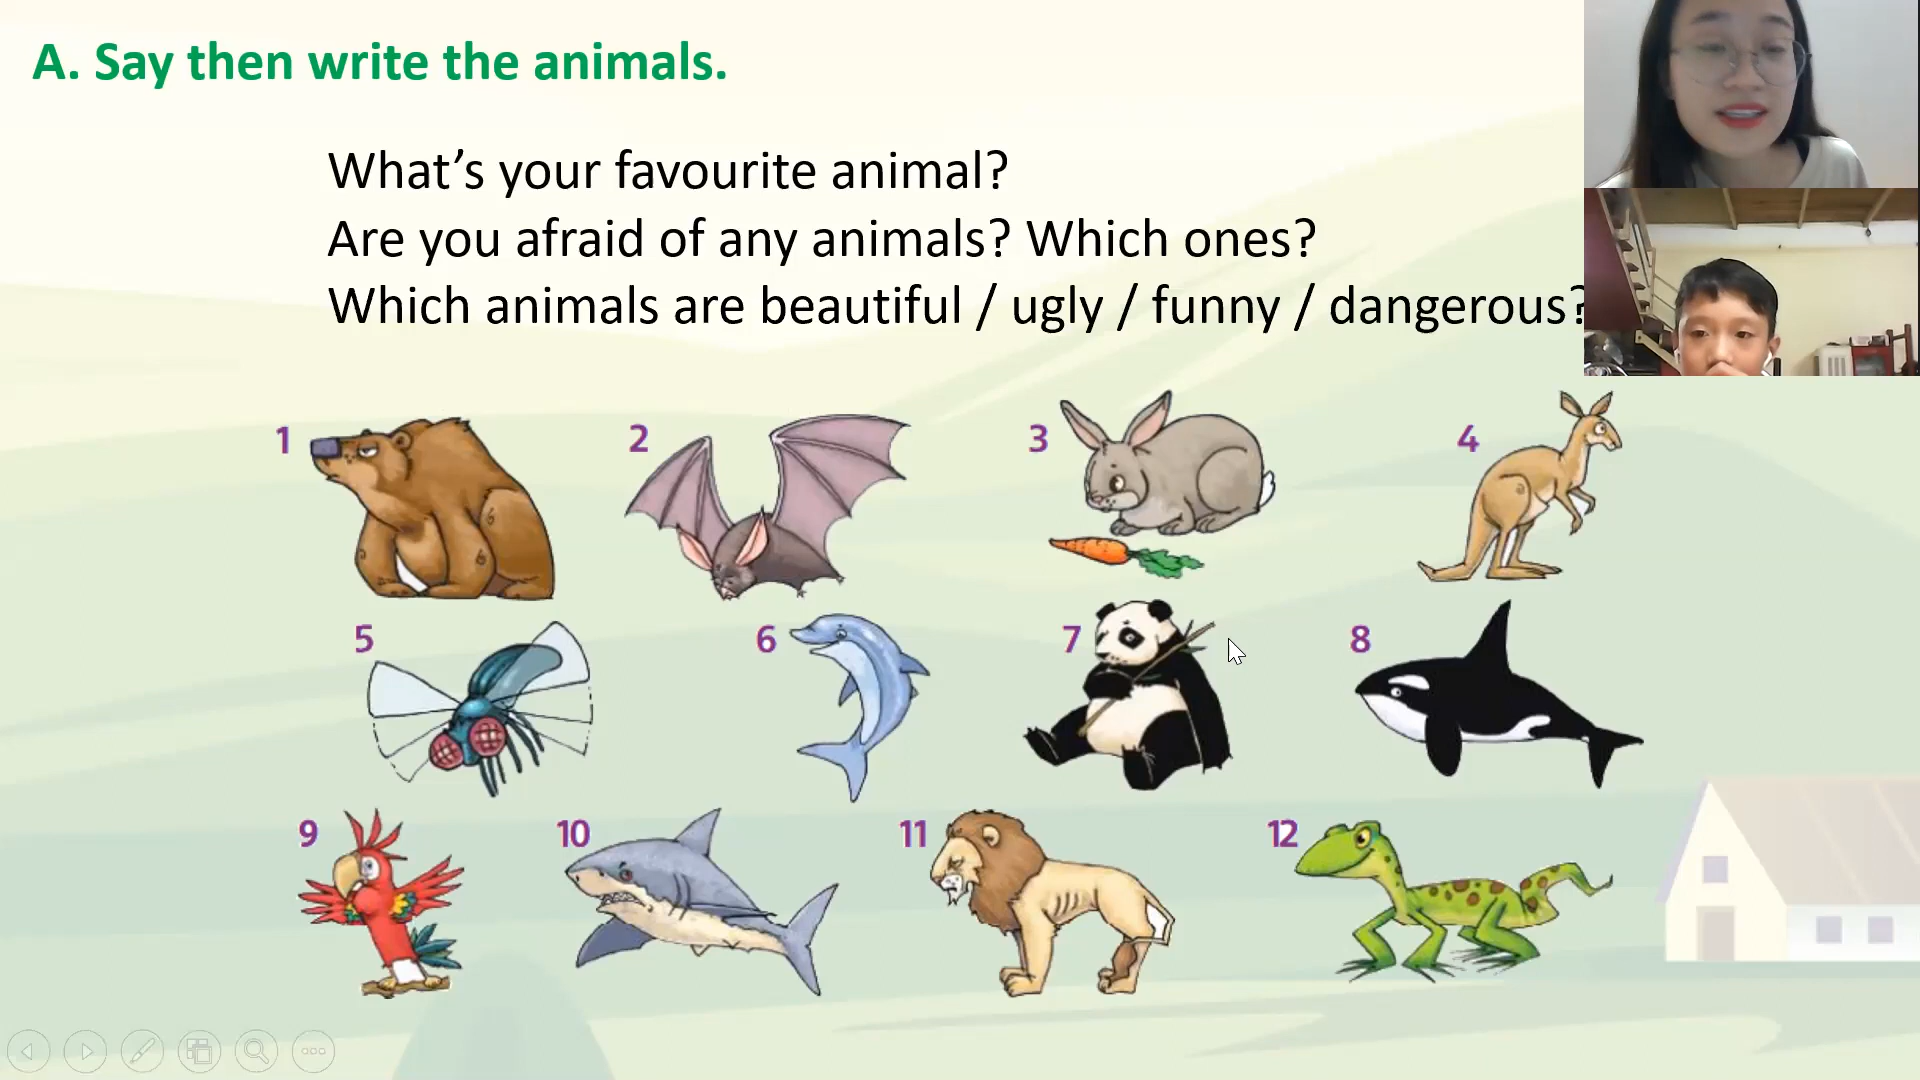 A. Say then write the animals.
What’s your favourite animal?
Are you afraid of any animals? Which ones?
Which animals are beautiful / ugly / funny / dangerous?
1 2 3 4
5 6 7 8
9 10 11 12